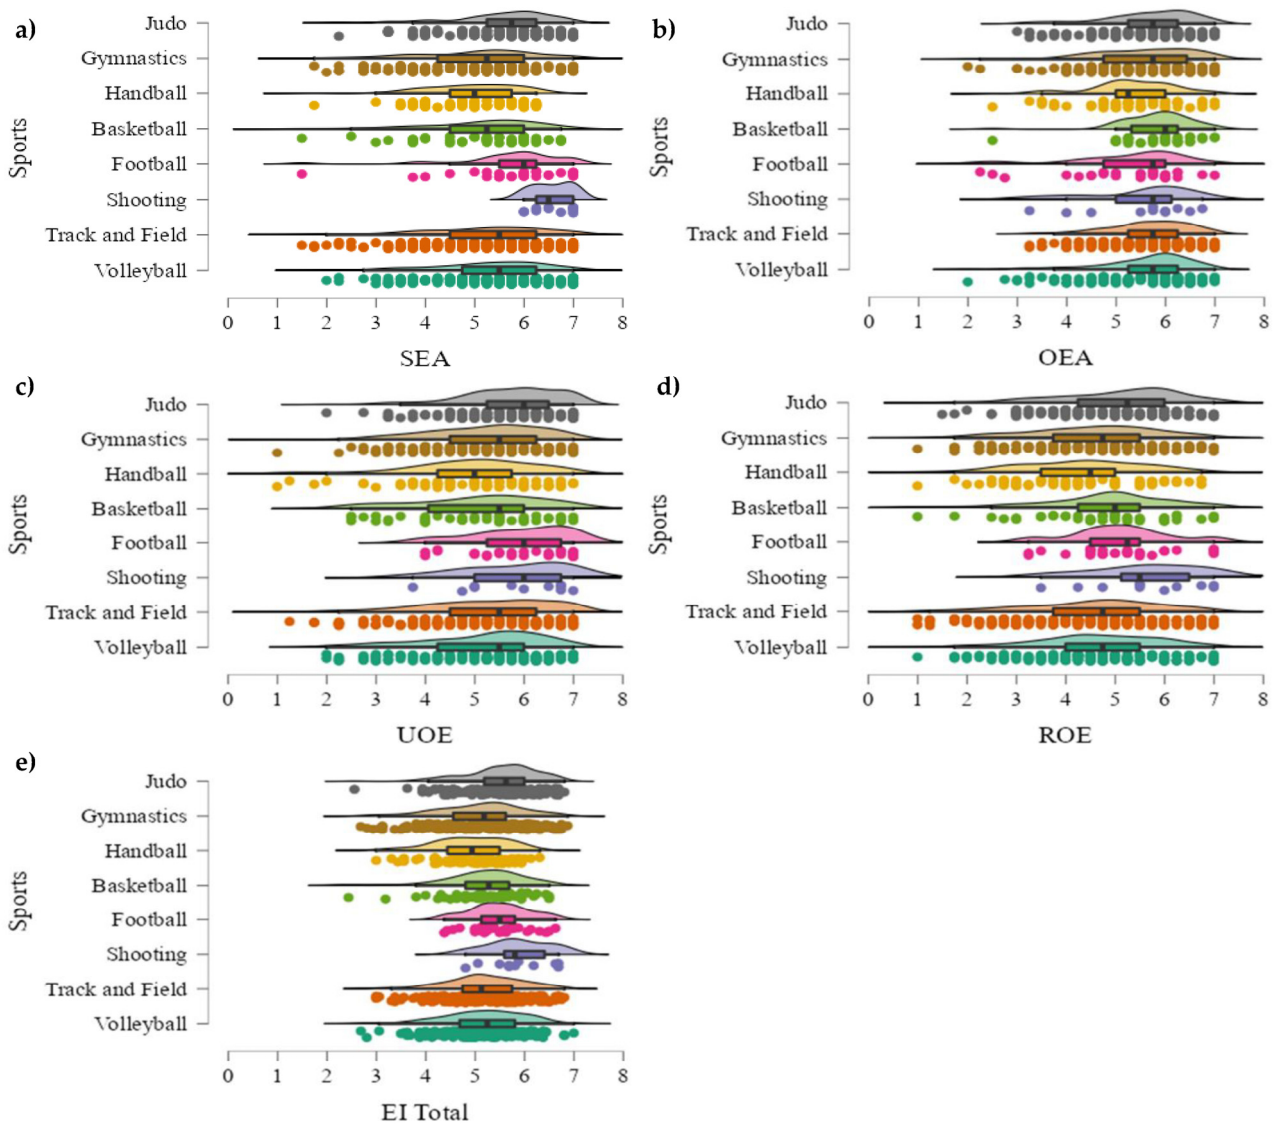 a)
Sports
Judo
Gymnastics
Handball
Basketball
Football
Shooting
Track and Field
Volleyball
0 1 2 3 4 5 6 7 8
SEA
b)
Sports
Judo
Gymnastics
Handball
Basketball
Football
Shooting
Track and Field
Volleyball
0 1 2 3 4 5 6 7 8
OEA
c)
Sports
Judo
Gymnastics
Handball
Basketball
Football
Shooting
Track and Field
Volleyball
0 1 2 3 4 5 6 7 8
UOE
d)
Sports
Judo
Gymnastics
Handball
Basketball
Football
Shooting
Track and Field
Volleyball
0 1 2 3 4 5 6 7 8
ROE
e)
Sports
Judo
Gymnastics
Handball
Basketball
Football
Shooting
Track and Field
Volleyball
0 1 2 3 4 5 6 7 8
EI Total